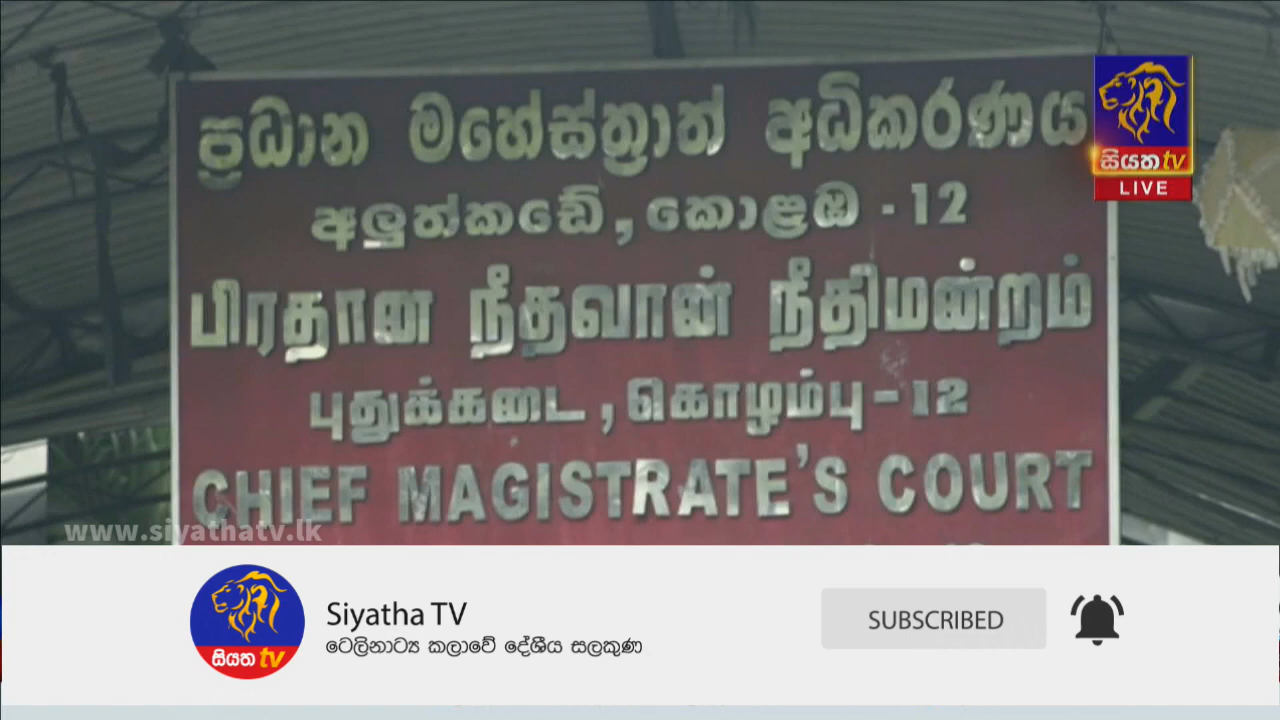 ප්‍රධාන මහේස්ත්‍රාත් අධිකරණය
අලුත්කඩේ, කොළඹ - 12
பிரதான நீதவான் நீதிமன்றம்
புதுக்கடை, கொழம்பு - 12
CHIEF MAGISTRATE'S COURT
සියත tv
LIVE
www.siyathatv.lk
සියත tv
Siyatha TV
ටෙලිනාට්‍ය කලාවේ දේශීය සලකුණ
SUBSCRIBED